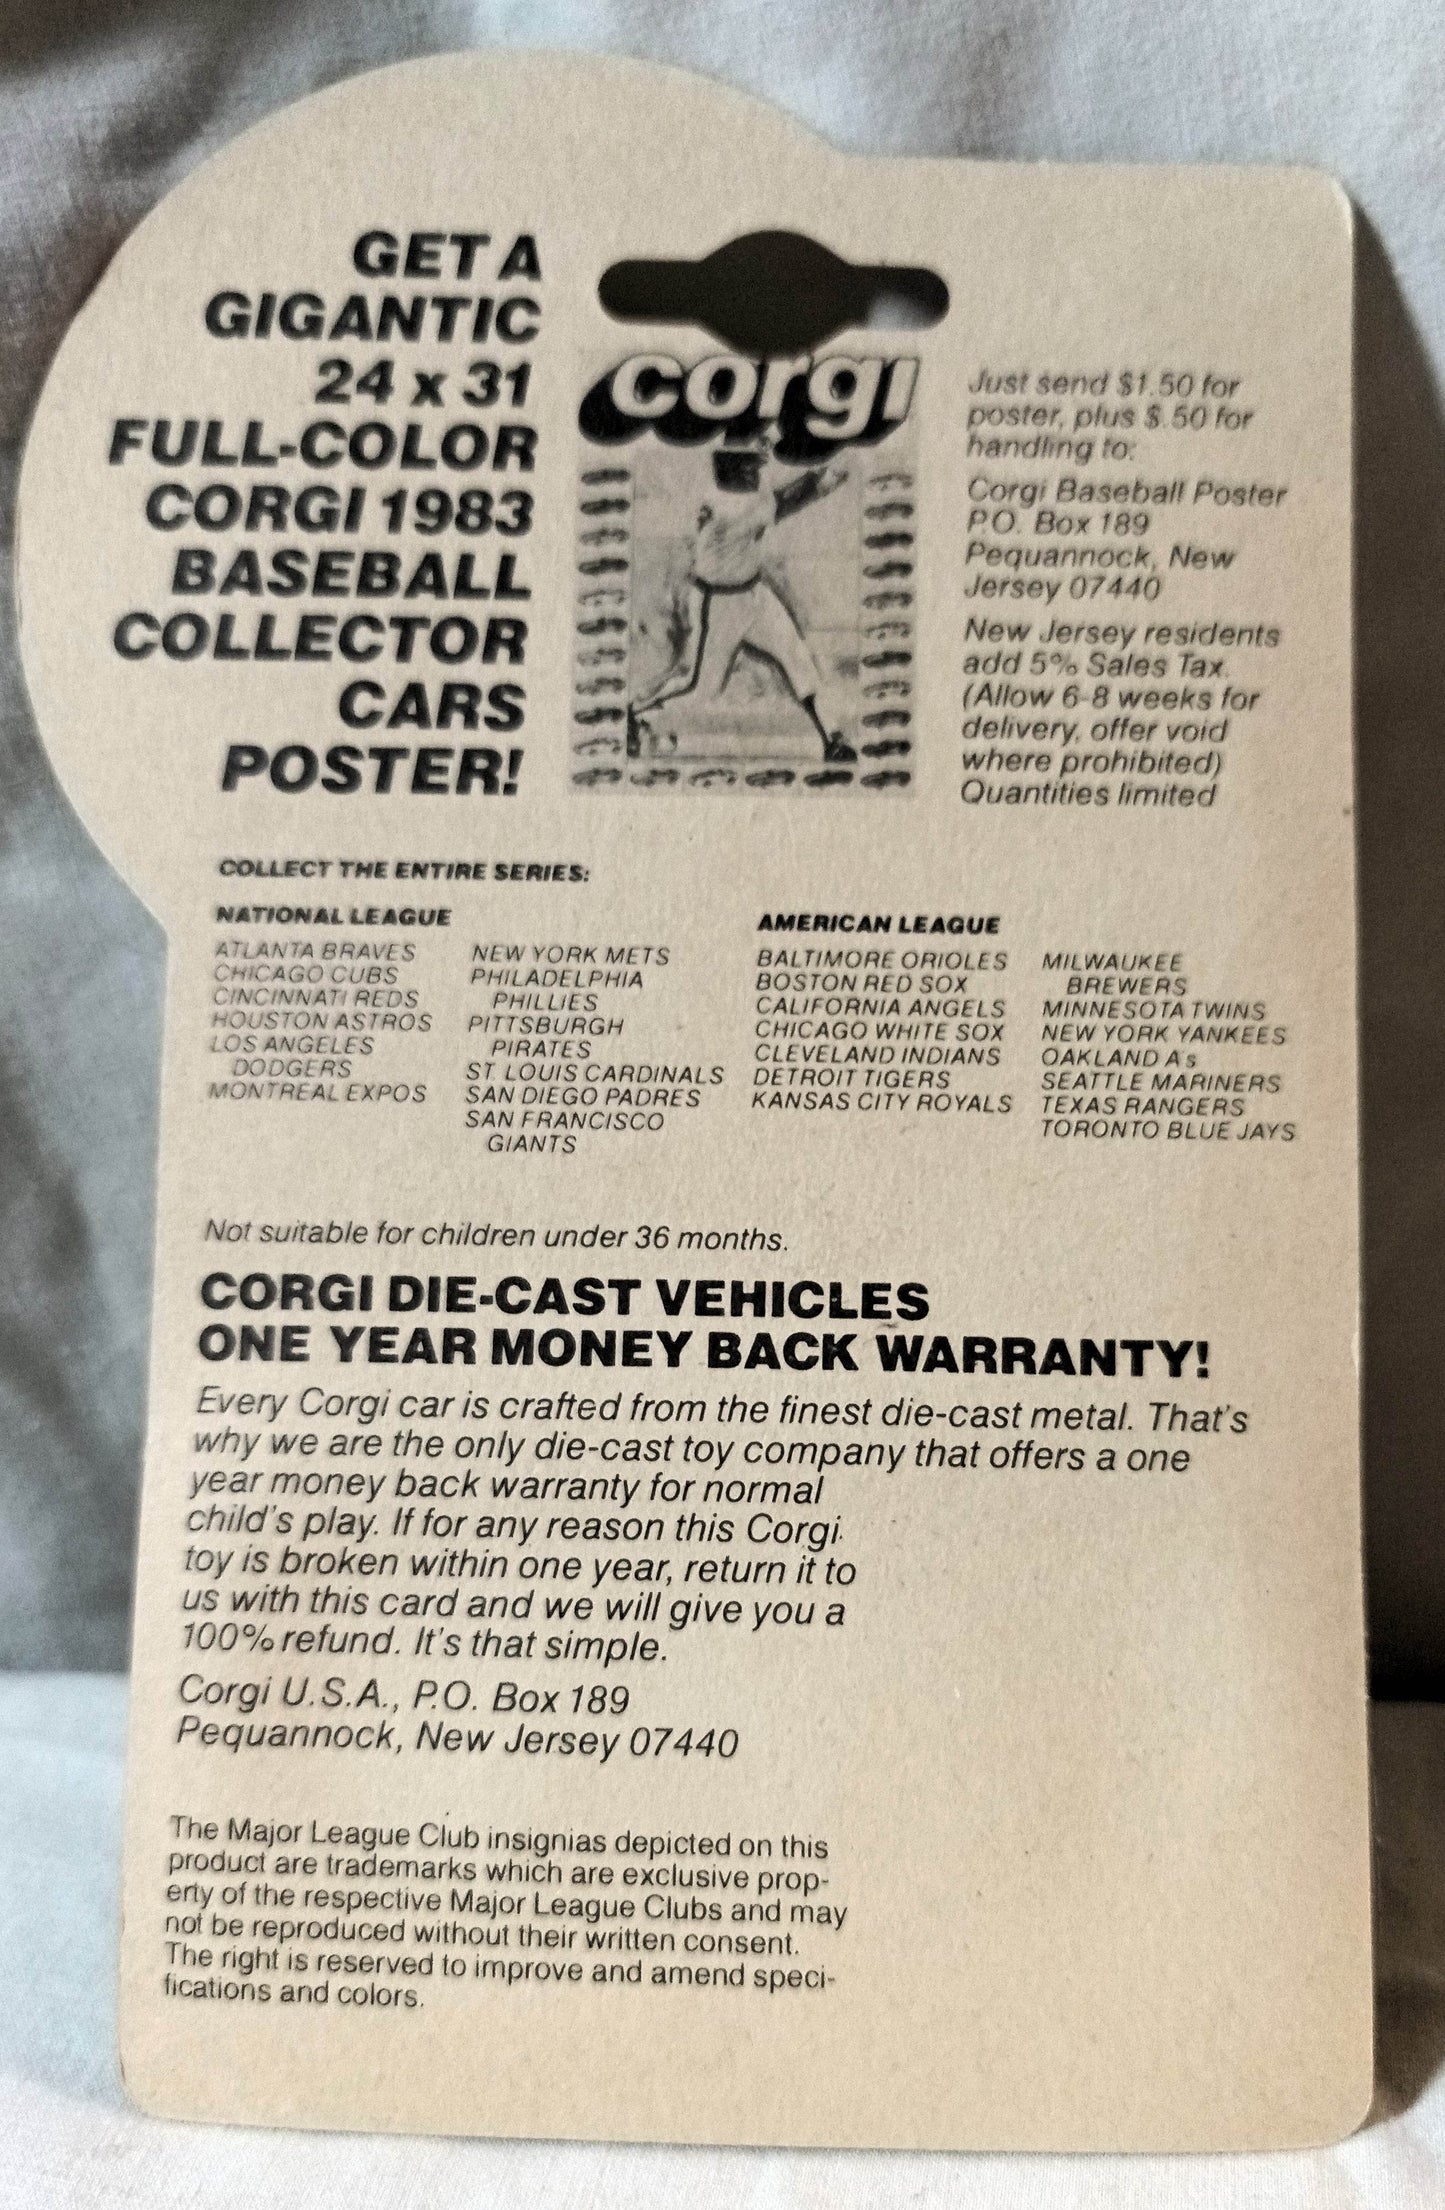 GET A
GIGANTIC
24 x 31
FULL-COLOR
CORGI 1983
BASEBALL
COLLECTOR
CARS
POSTER!
corgi
Just send $1.50 for
poster, plus $.50 for
handling to:
Corgi Baseball Poster
P.O. Box 189
Pequannock, New
Jersey 07440
New Jersey residents
add 5% Sales Tax.
(Allow 6-8 weeks for
delivery, offer void
where prohibited)
Quantities limited
COLLECT THE ENTIRE SERIES:
NATIONAL LEAGUE
ATLANTA BRAVES
CHICAGO CUBS
CINCINNATI REDS
HOUSTON ASTROS
LOS ANGELES
DODGERS
MONTREAL EXPOS
NEW YORK METS
PHILADELPHIA
PHILLIES
PITTSBURGH
PIRATES
ST. LOUIS CARDINALS
SAN DIEGO PADRES
SAN FRANCISCO
GIANTS
AMERICAN LEAGUE
BALTIMORE ORIOLES
BOSTON RED SOX
CALIFORNIA ANGELS
CHICAGO WHITE SOX
CLEVELAND INDIANS
DETROIT TIGERS
KANSAS CITY ROYALS
MILWAUKEE
BREWERS
MINNESOTA TWINS
NEW YORK YANKEES
OAKLAND A's
SEATTLE MARINERS
TEXAS RANGERS
TORONTO BLUE JAYS
Not suitable for children under 36 months.
CORGI DIE-CAST VEHICLES
ONE YEAR MONEY BACK WARRANTY!
Every Corgi car is crafted from the finest die-cast metal. That's
why we are the only die-cast toy company that offers a one
year money back warranty for normal
child's play. If for any reason this Corgi
toy is broken within one year, return it to
us with this card and we will give you a
100% refund. It's that simple.
Corgi U.S.A., P.O. Box 189
Pequannock, New Jersey 07440
The Major League Club insignias depicted on this
product are trademarks which are exclusive prop-
erty of the respective Major League Clubs and may
not be reproduced without their written consent.
The right is reserved to improve and amend speci-
fications and colors.